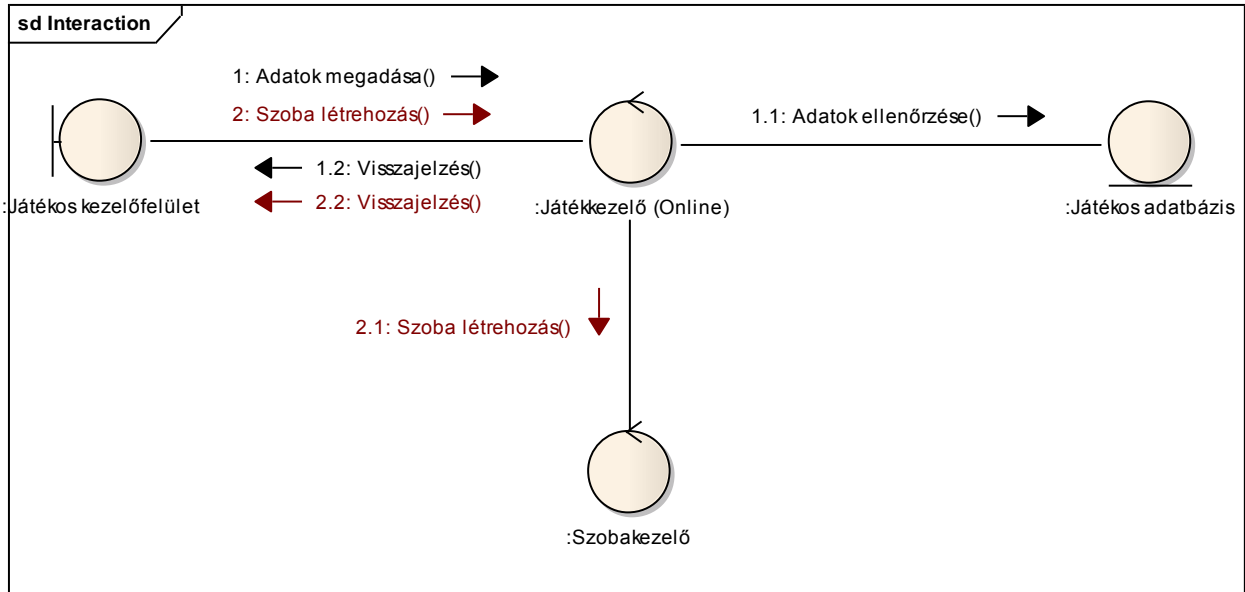 sd Interaction
1: Adatok megadása()
2: Szoba létrehozás()
1.1: Adatok ellenőrzése()
1.2: Visszajelzés()
2.2: Visszajelzés()
:Játékos kezelőfelület
:Játékkezelő (Online)
:Játékos adatbázis
2.1: Szoba létrehozás()
:Szobakezelő